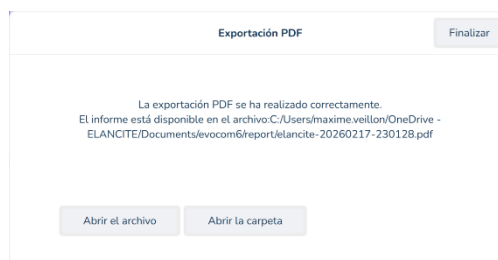 Exportación PDF
Finalizar
La exportación PDF se ha realizado correctamente.
El informe está disponible en el archivo:C:/Users/maxime.veillon/OneDrive -
ELANCITE/Documents/evocom6/report/elancite-20260217-230128.pdf
Abrir el archivo
Abrir la carpeta